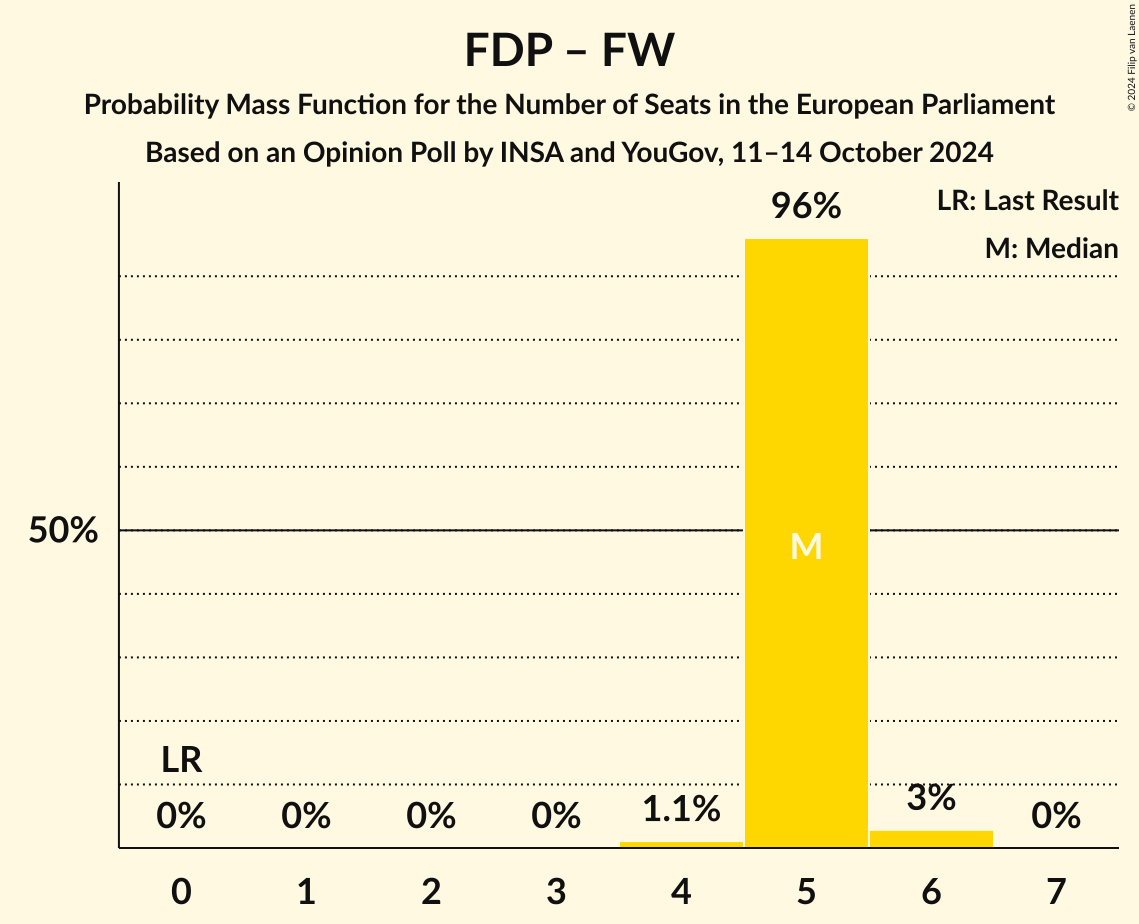 FDP – FW
Probability Mass Function for the Number of Seats in the European Parliament
Based on an Opinion Poll by INSA and YouGov, 11–14 October 2024
© 2024 Filip van Laenen
LR: Last Result
M: Median
96%
50%
M
LR
0% 0% 0% 0% 1.1% 3% 0%
0 1 2 3 4 5 6 7